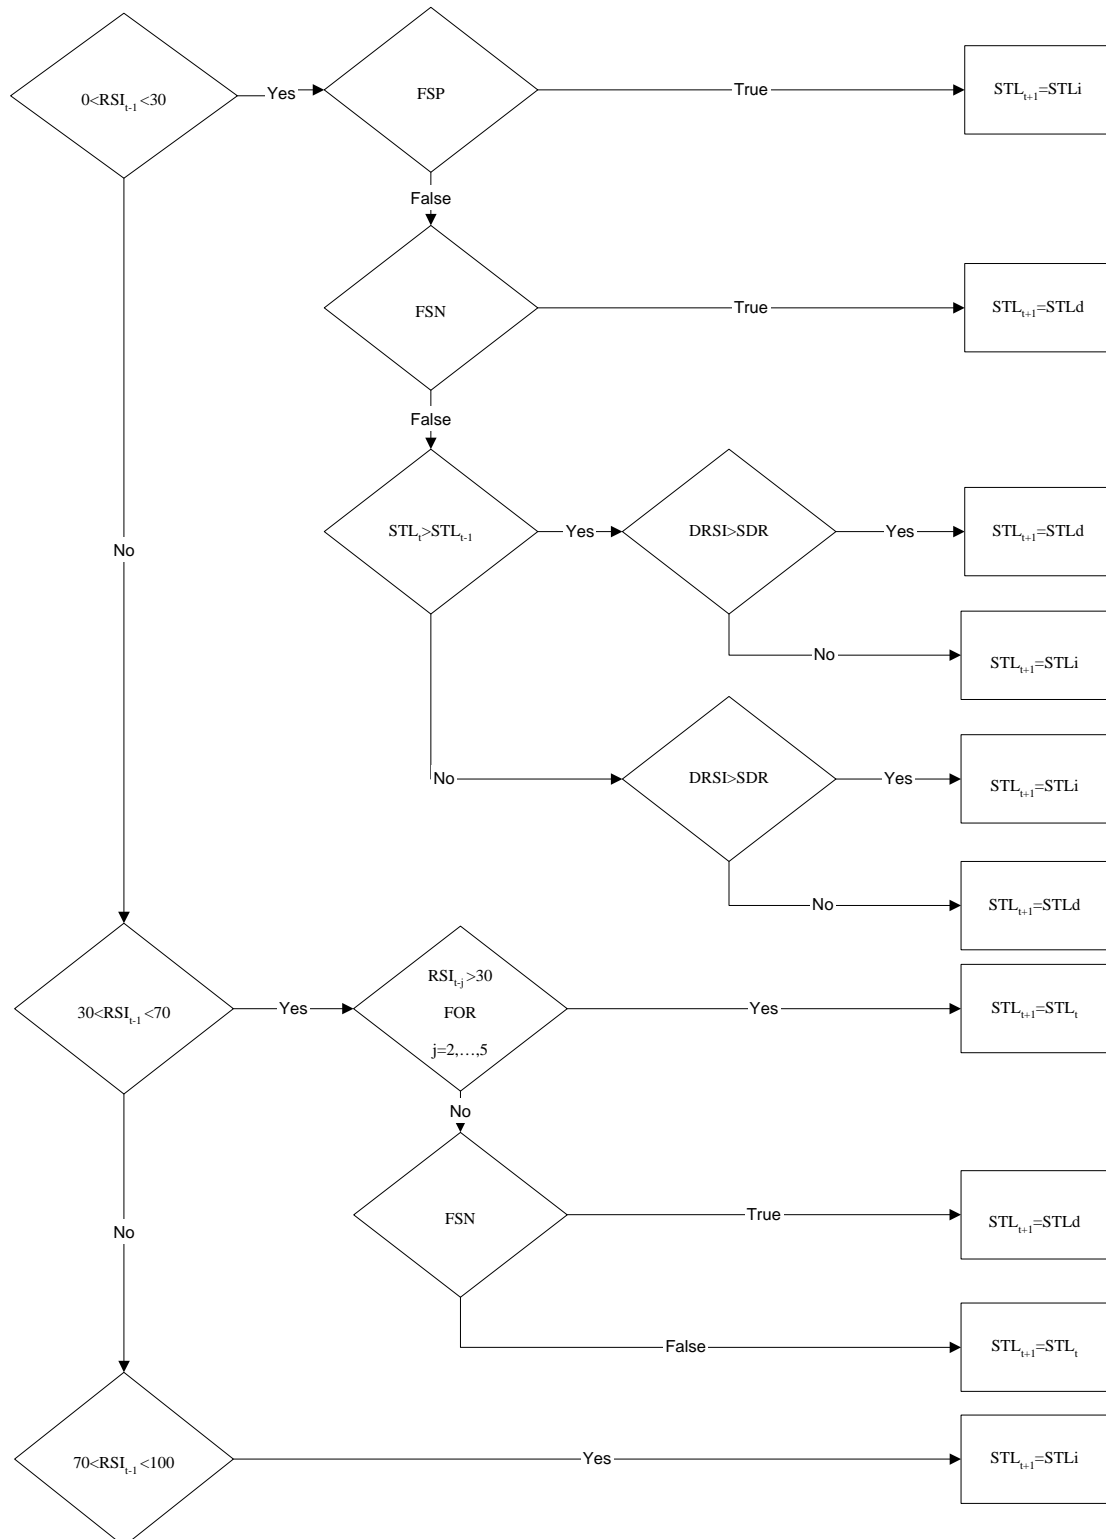 0<RSIt-1 <30
Yes
FSP
True
STLt+1=STLi
False
FSN
True
STLt+1=STLd
False
STLt>STLt-1
Yes
DRSI>SDR
Yes
STLt+1=STLd
No
No
STLt+1=STLi
No
DRSI>SDR
Yes
STLt+1=STLi
No
STLt+1=STLd
30<RSIt-1 <70
Yes
RSIt-j >30
FOR
j=2,…,5
Yes
STLt+1=STLt
No
FSN
True
STLt+1=STLd
No
False
STLt+1=STLt
70<RSIt-1 <100
Yes
STLt+1=STLi